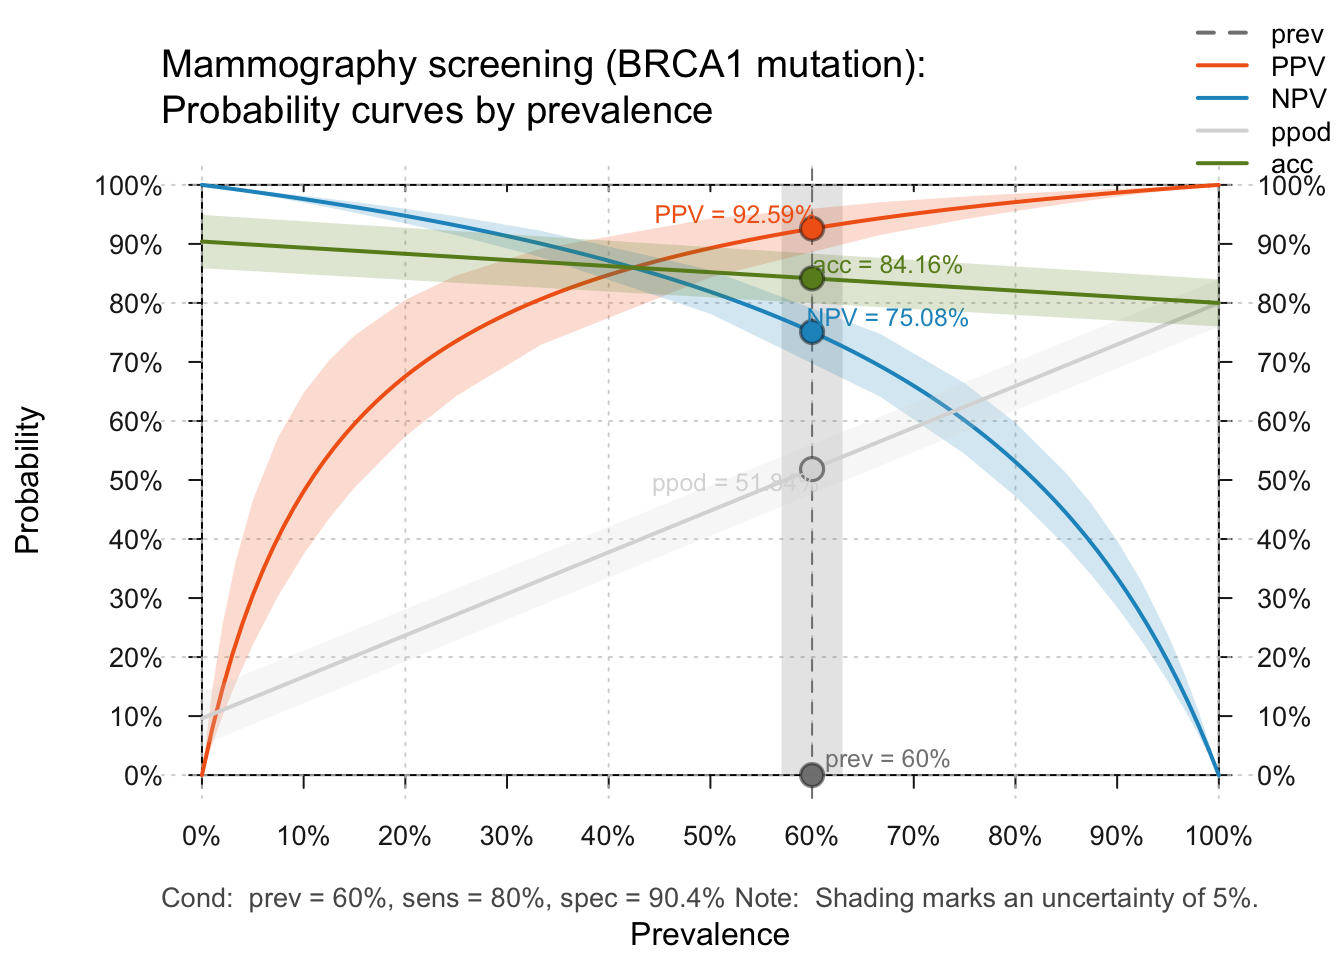 Mammography screening (BRCA1 mutation):
Probability curves by prevalence
prev
PPV
NPV
ppod
acc
100%
90%
80%
70%
60%
50%
40%
30%
20%
10%
0%
Probability
PPV = 92.59%
acc = 84.16%
NPV = 75.08%
ppod = 51.84%
prev = 60%
100%
90%
80%
70%
60%
50%
40%
30%
20%
10%
0%
0% 10% 20% 30% 40% 50% 60% 70% 80% 90% 100%
Cond:  prev = 60%, sens = 80%, spec = 90.4% Note:  Shading marks an uncertainty of 5%.
Prevalence